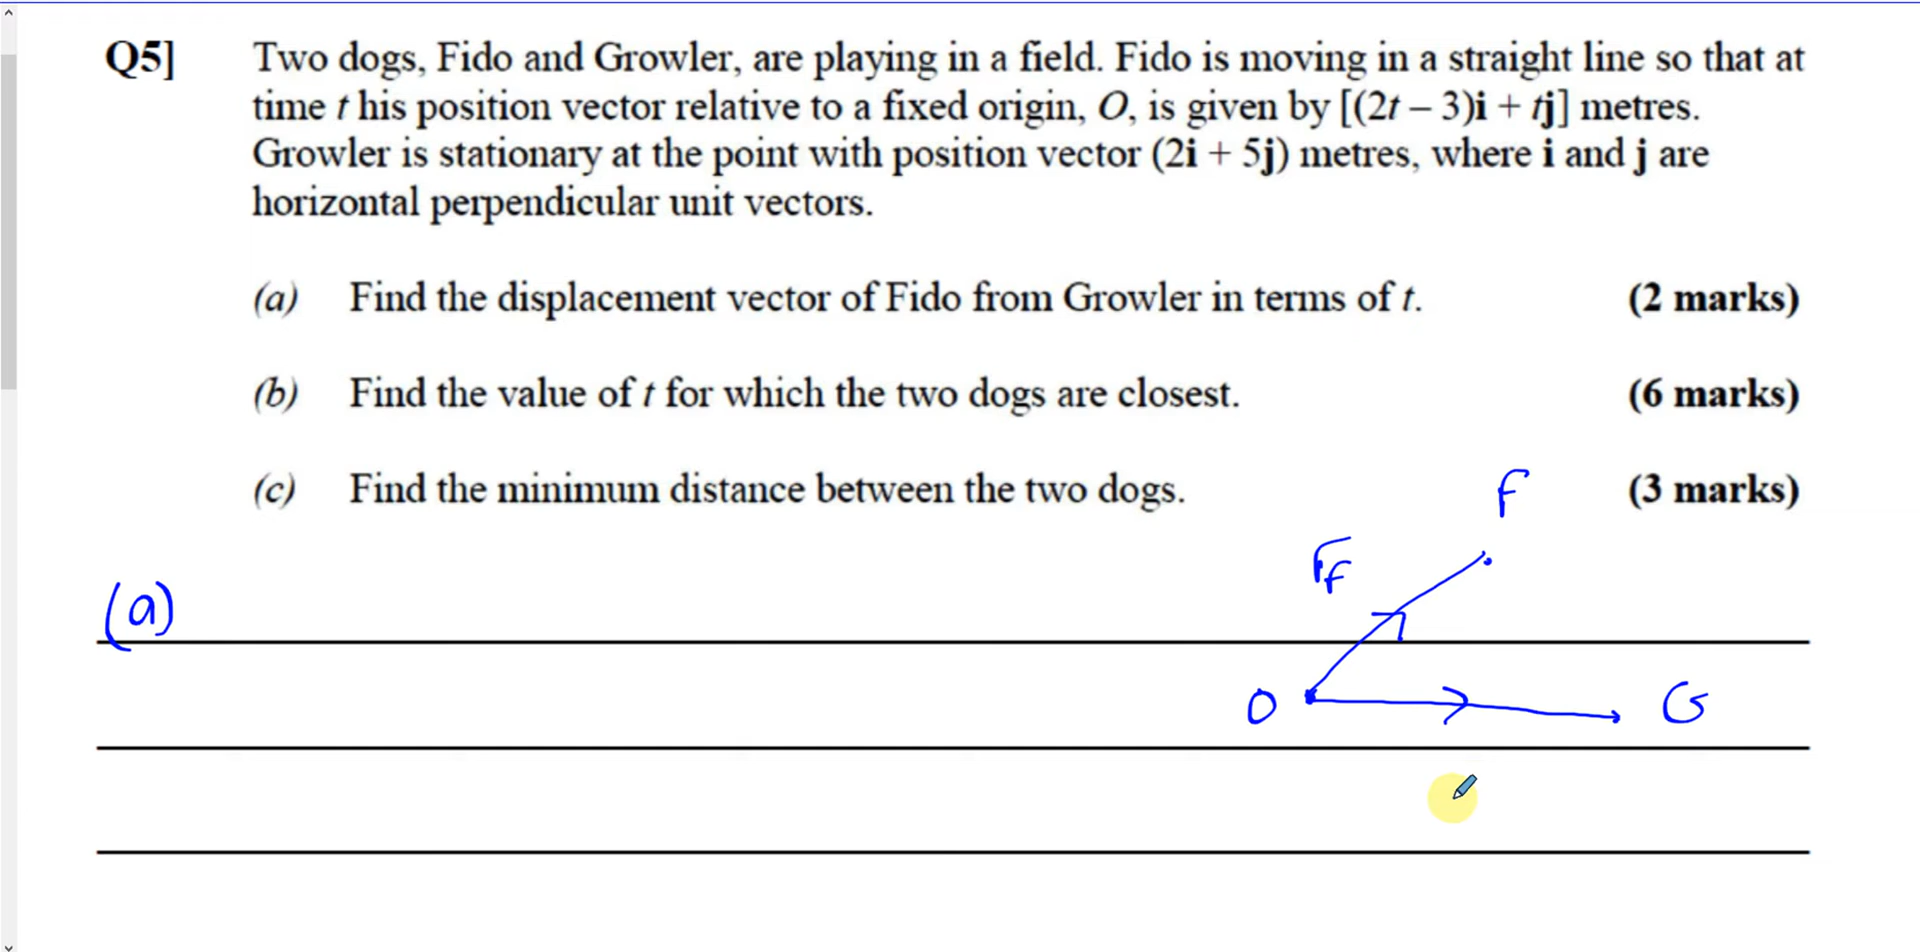 Q5] Two dogs, Fido and Growler, are playing in a field. Fido is moving in a straight line so that at
time t his position vector relative to a fixed origin, O, is given by [(2t – 3)i + tj] metres.
Growler is stationary at the point with position vector (2i + 5j) metres, where i and j are
horizontal perpendicular unit vectors.
(a) Find the displacement vector of Fido from Growler in terms of t. (2 marks)
(b) Find the value of t for which the two dogs are closest. (6 marks)
(c) Find the minimum distance between the two dogs. (3 marks)
F
(a)
O
G